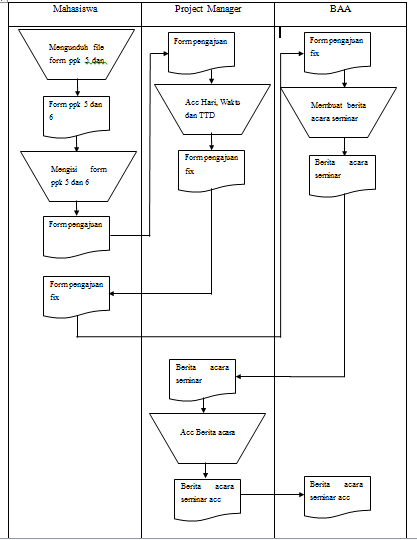 Mahasiswa
Project Manager
BAA
Mengunduh file
form ppk 5 dan
Form ppk 5 dan
6
Mengisi form
ppk 5 dan 6
Form pengajuan
Form pengajuan
fix
Form pengajuan
Acc Hari, Waktu
dan TTD
Form pengajuan
fix
Berita acara
seminar
Acc Berita acara
Berita acara
seminar acc
Form pengajuan
fix
Membuat berita
acara seminar
Berita acara
seminar
Berita acara
seminar acc